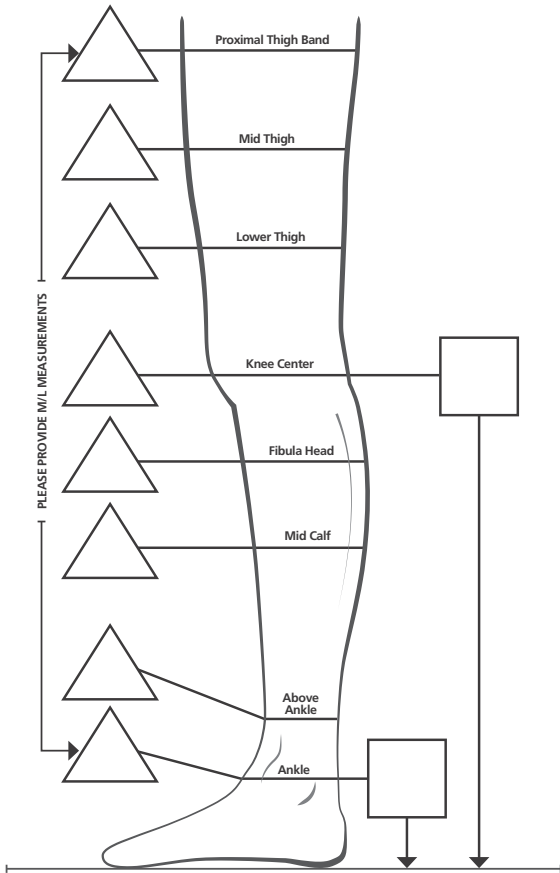 Proximal Thigh Band
Mid Thigh
Lower Thigh
PLEASE PROVIDE M/L MEASUREMENTS
Knee Center
Fibula Head
Mid Calf
Above
Ankle
Ankle